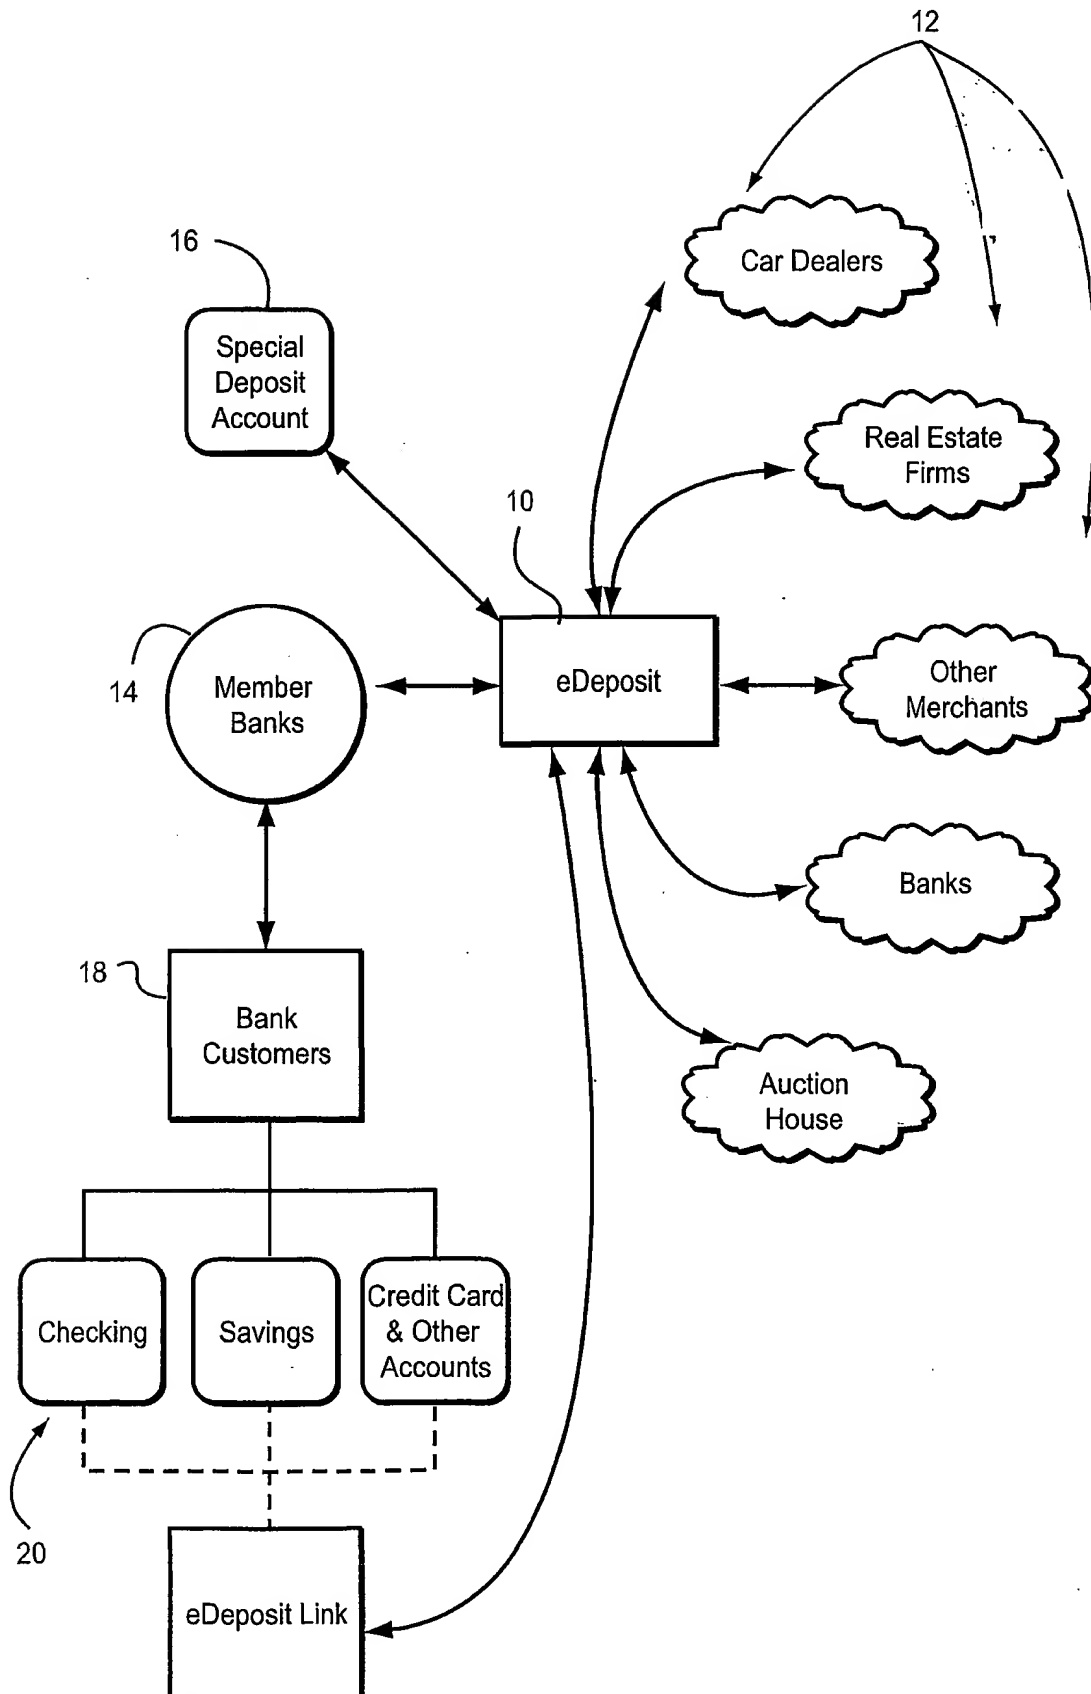 12
16
Car Dealers
Special
Deposit
Account
Real Estate
Firms
10
eDeposit
14
Member
Banks
Other
Merchants
Banks
18
Bank
Customers
Auction
House
Checking
Savings
Credit Card
& Other
Accounts
20
eDeposit Link